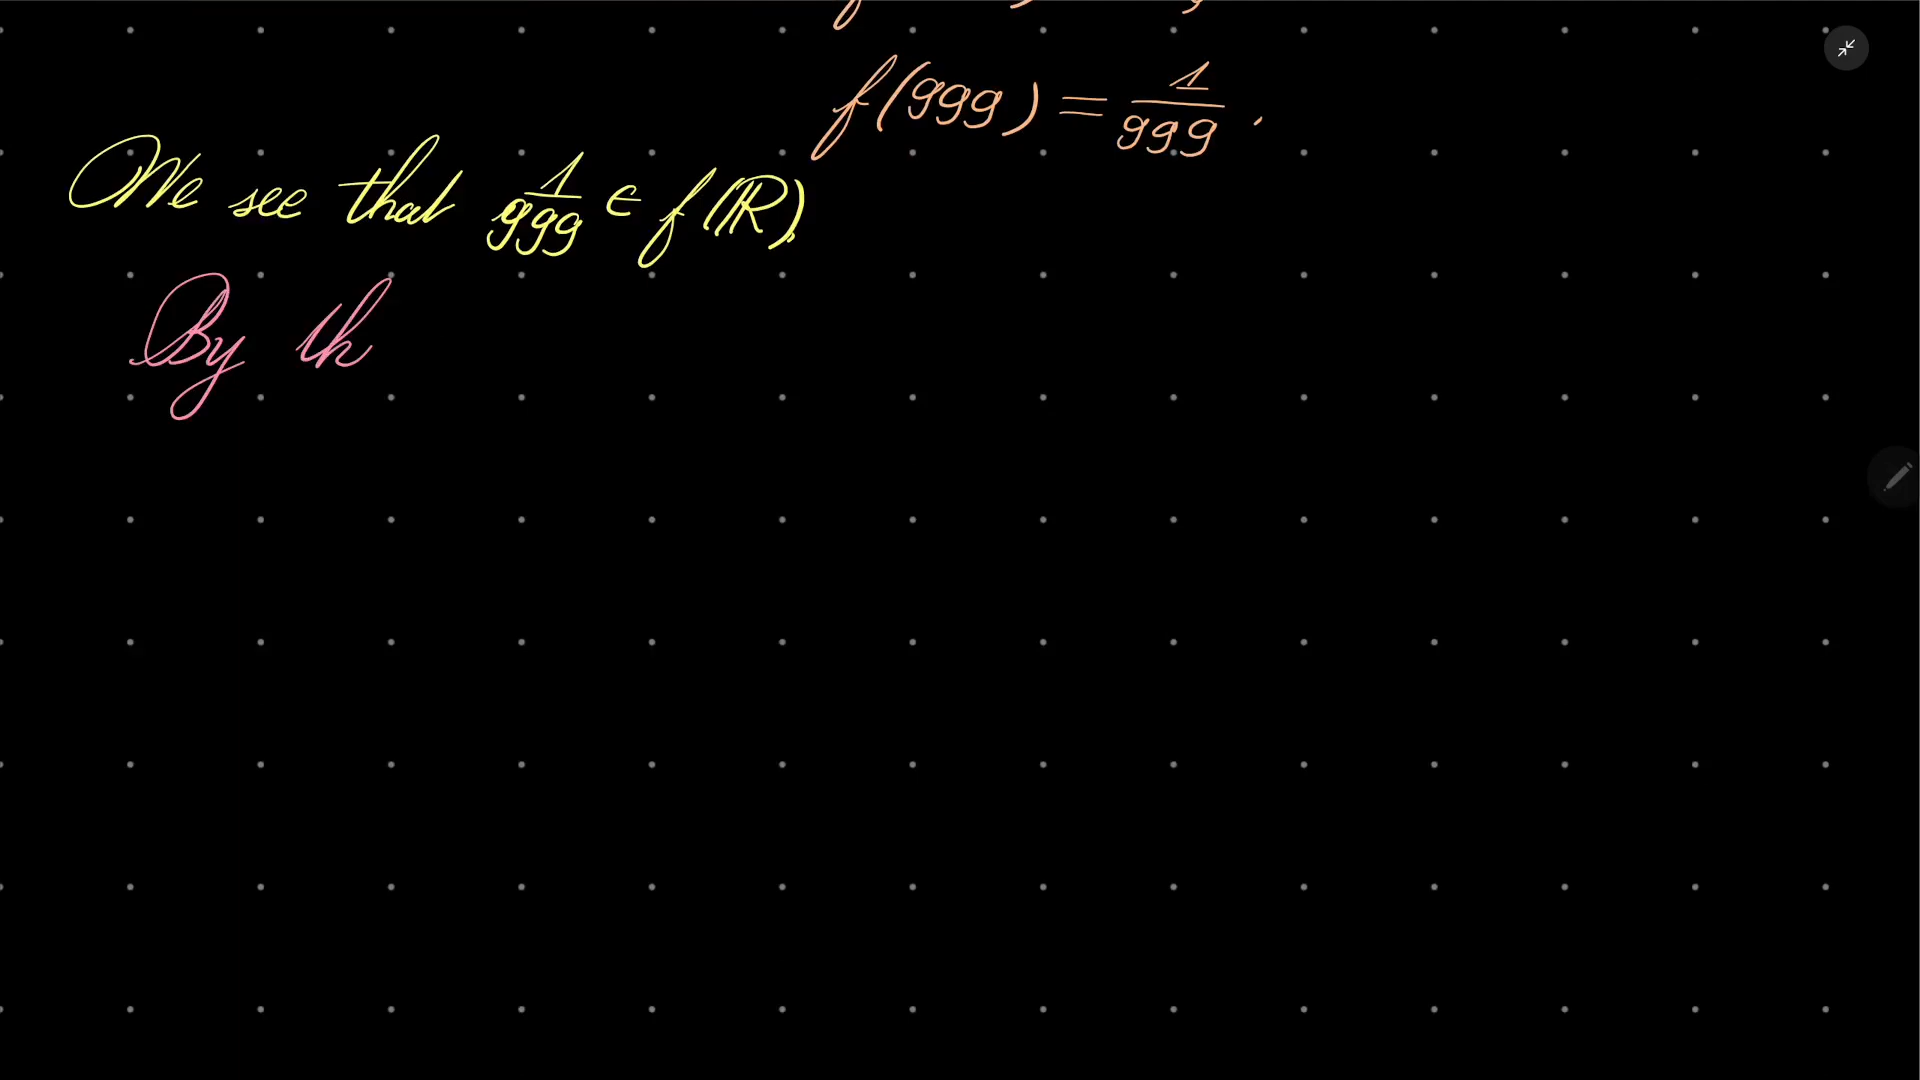 f(999) = 1/999 .
We see that 1/999 ∈ f(ℝ),
By th